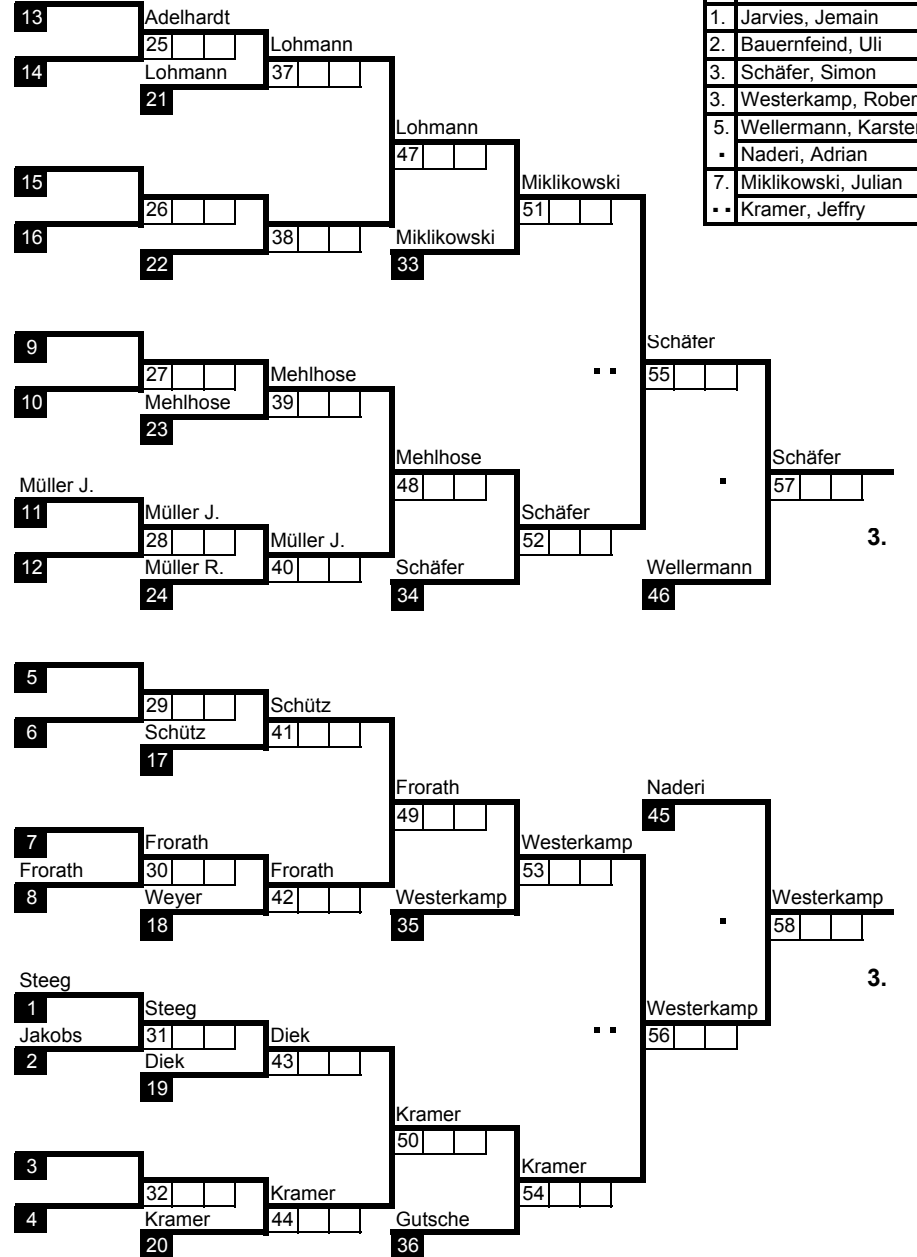 1. Jarvies, Jemain
2. Bauernfeind, Uli
3. Schäfer, Simon
3. Westerkamp, Rober
5. Wellermann, Karsten
▪ Naderi, Adrian
7. Miklikowski, Julian
▪ ▪ Kramer, Jeffry
13 Adelhardt
25 Lohmann
14 Lohmann 37
21
Lohmann
47
15 Miklikowski
26 51
16 38 Miklikowski
22 33
Schäfer
9 ▪ ▪
27 Mehlhose 55
10 Mehlhose 39
23
Mehlhose Schäfer
Müller J. 48 ▪ 57
11 Müller J. Schäfer
28 Müller J. 52 3.
12 Müller R. 40 Schäfer Wellermann
24 34 46
5
29 Schütz
6 Schütz 41
17
Frorath Naderi
49 45
7 Frorath Westerkamp
Frorath 30 Frorath 53
8 Weyer 42 Westerkamp Westerkamp
18 35 ▪ 58
Steeg 3.
1 Steeg Westerkamp
Jakobs 31 Diek ▪ ▪ 56
2 Diek 43
19
Kramer
50
3 Kramer
32 Kramer 54
4 Kramer 44 Gutsche
20 36